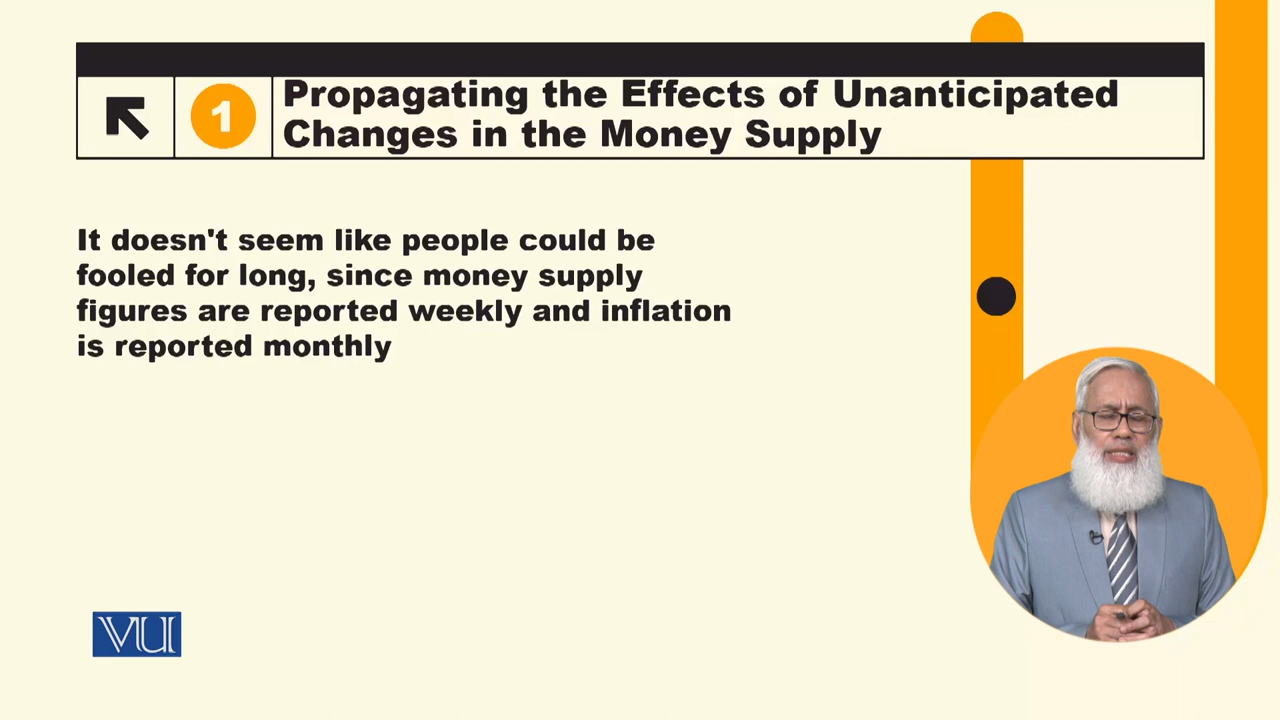 1
Propagating the Effects of Unanticipated
Changes in the Money Supply
It doesn't seem like people could be
fooled for long, since money supply
figures are reported weekly and inflation
is reported monthly
VU